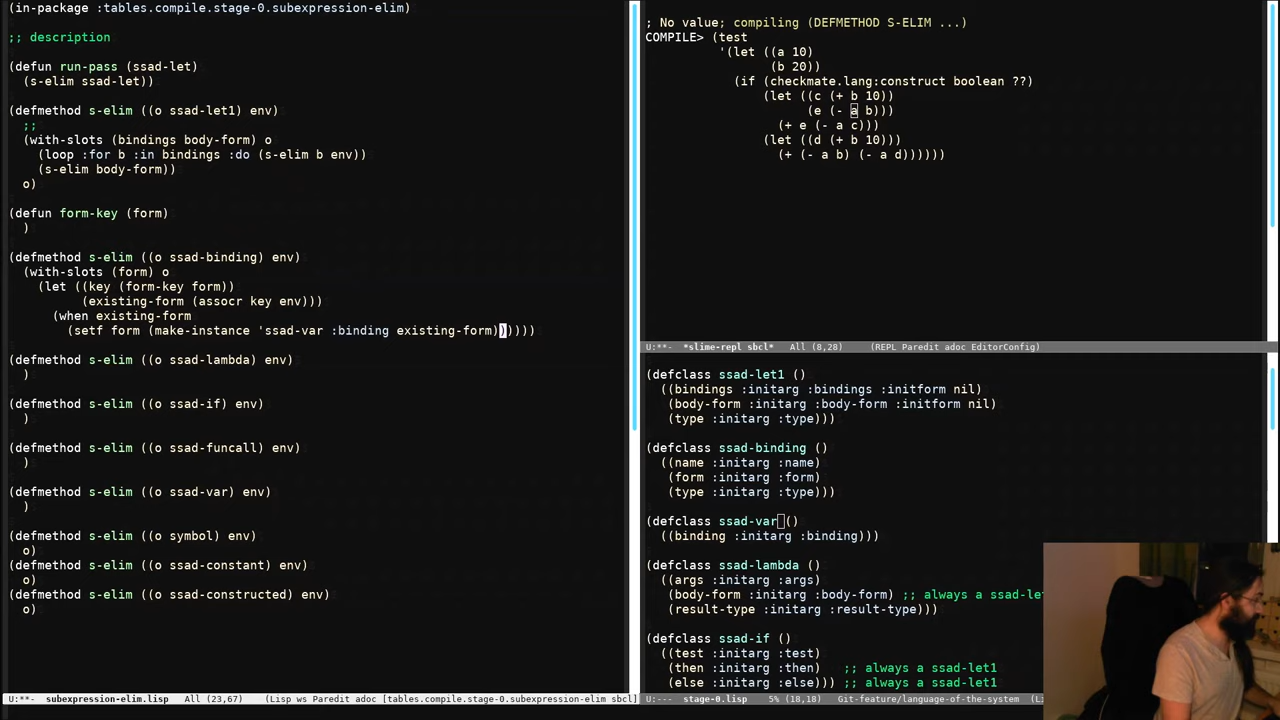 (in-package :tables.compile.stage-0.subexpression-elim)
;; description
(defun run-pass (ssad-let)
(s-elim ssad-let))
(defmethod s-elim ((o ssad-let1) env)
;;
(with-slots (bindings body-form) o
(loop :for b :in bindings :do (s-elim b env))
(s-elim body-form))
o)
(defun form-key (form)
)
(defmethod s-elim ((o ssad-binding) env)
(with-slots (form) o
(let ((key (form-key form))
(existing-form (assocr key env)))
(when existing-form
(setf form (make-instance 'ssad-var :binding existing-form))))))
(defmethod s-elim ((o ssad-lambda) env)
)
(defmethod s-elim ((o ssad-if) env)
)
(defmethod s-elim ((o ssad-funcall) env)
)
(defmethod s-elim ((o ssad-var) env)
)
(defmethod s-elim ((o symbol) env)
o)
(defmethod s-elim ((o ssad-constant) env)
o)
(defmethod s-elim ((o ssad-constructed) env)
o)
U:**- subexpression-elim.lisp All (23,67) (Lisp ws Paredit adoc [tables.compile.stage-0.subexpression-elim sbcl]
; No value; compiling (DEFMETHOD S-ELIM ...)
COMPILE> (test
'(let ((a 10)
(b 20))
(if (checkmate.lang:construct boolean ??)
(let ((c (+ b 10))
(e (- a b)))
(+ e (- a c)))
(let ((d (+ b 10)))
(+ (- a b) (- a d))))))
U:**- *slime-repl sbcl* All (8,28) (REPL Paredit adoc EditorConfig)
(defclass ssad-let1 ()
((bindings :initarg :bindings :initform nil)
(body-form :initarg :body-form :initform nil)
(type :initarg :type)))
(defclass ssad-binding ()
((name :initarg :name)
(form :initarg :form)
(type :initarg :type)))
(defclass ssad-var ()
((binding :initarg :binding)))
(defclass ssad-lambda ()
((args :initarg :args)
(body-form :initarg :body-form) ;; always a ssad-let
(result-type :initarg :result-type)))
(defclass ssad-if ()
((test :initarg :test)
(then :initarg :then) ;; always a ssad-let1
(else :initarg :else))) ;; always a ssad-let1
U:--- stage-0.lisp 5% (18,18) Git-feature/language-of-the-system (Li